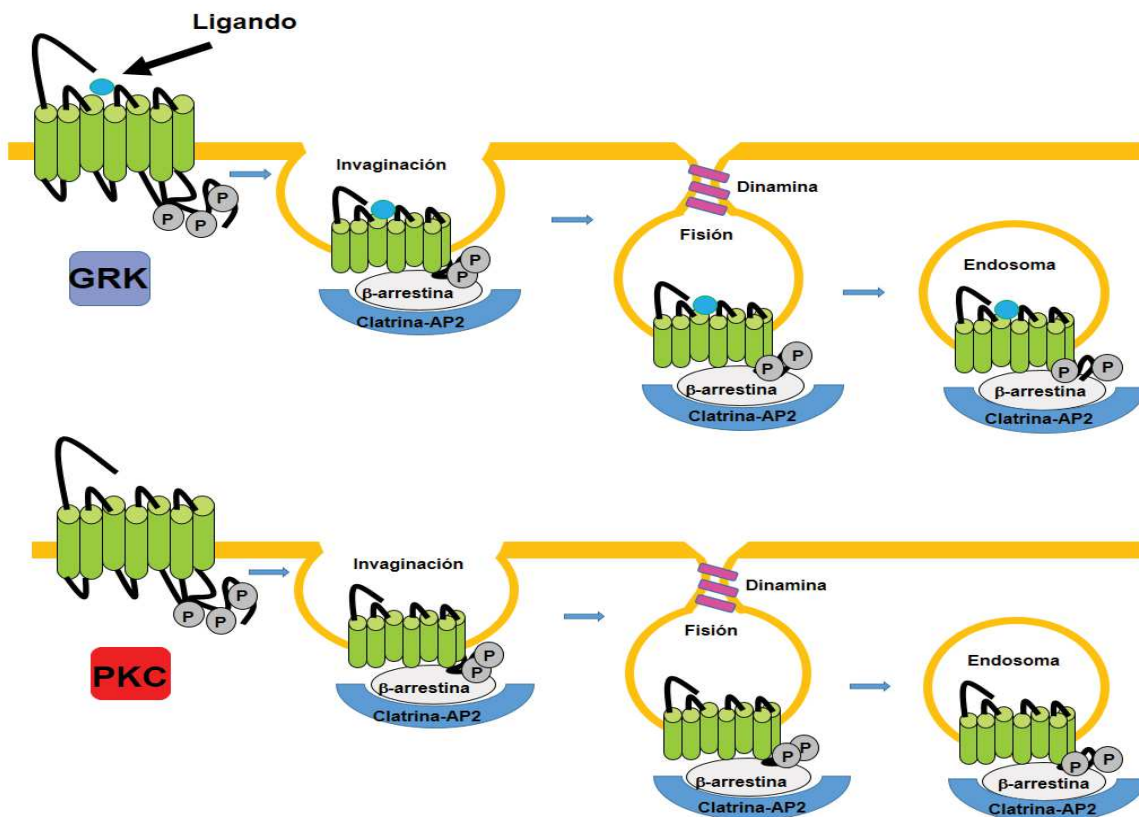 Ligando
GRK
P
P
P
Invaginación
P
P
β-arrestina
Clatrina-AP2
Dinamina
Fisión
P
P
β-arrestina
Clatrina-AP2
Endosoma
P
P
β-arrestina
Clatrina-AP2
PKC
P
P
P
Invaginación
P
P
β-arrestina
Clatrina-AP2
Dinamina
Fisión
P
P
β-arrestina
Clatrina-AP2
Endosoma
P
P
β-arrestina
Clatrina-AP2